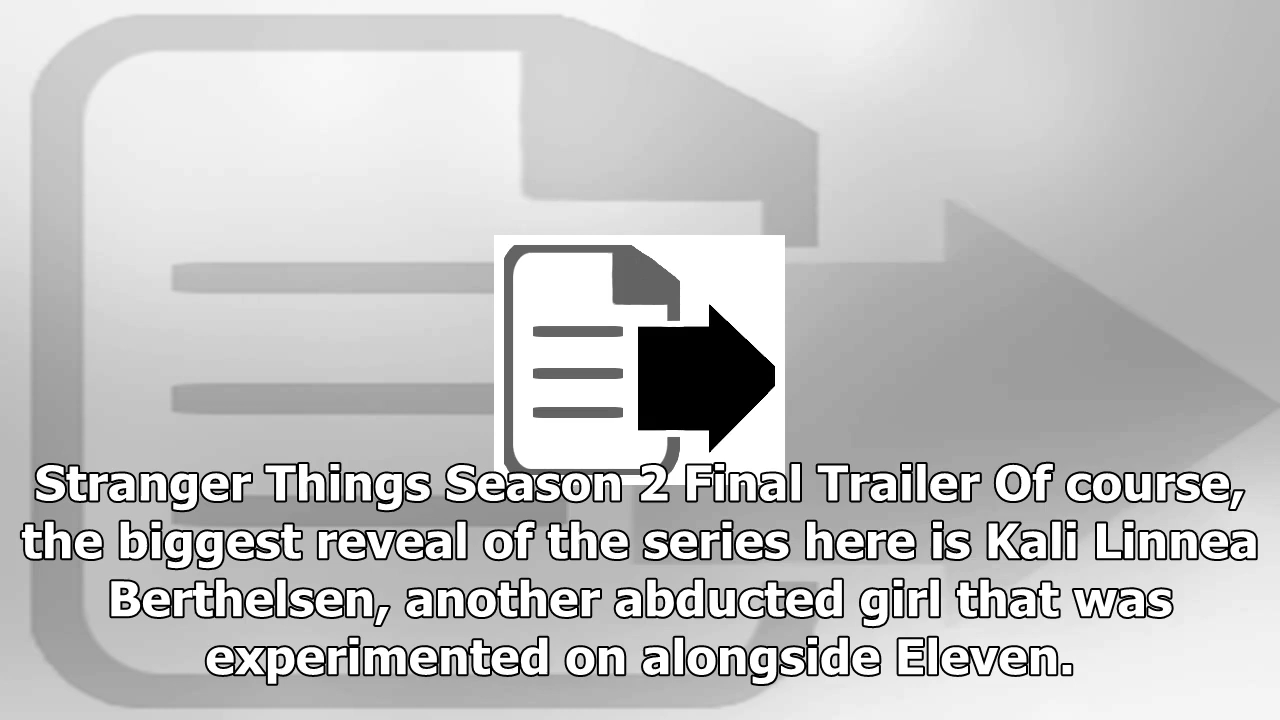 Stranger Things Season 2 Final Trailer Of course,
the biggest reveal of the series here is Kali Linnea
Berthelsen, another abducted girl that was
experimented on alongside Eleven.